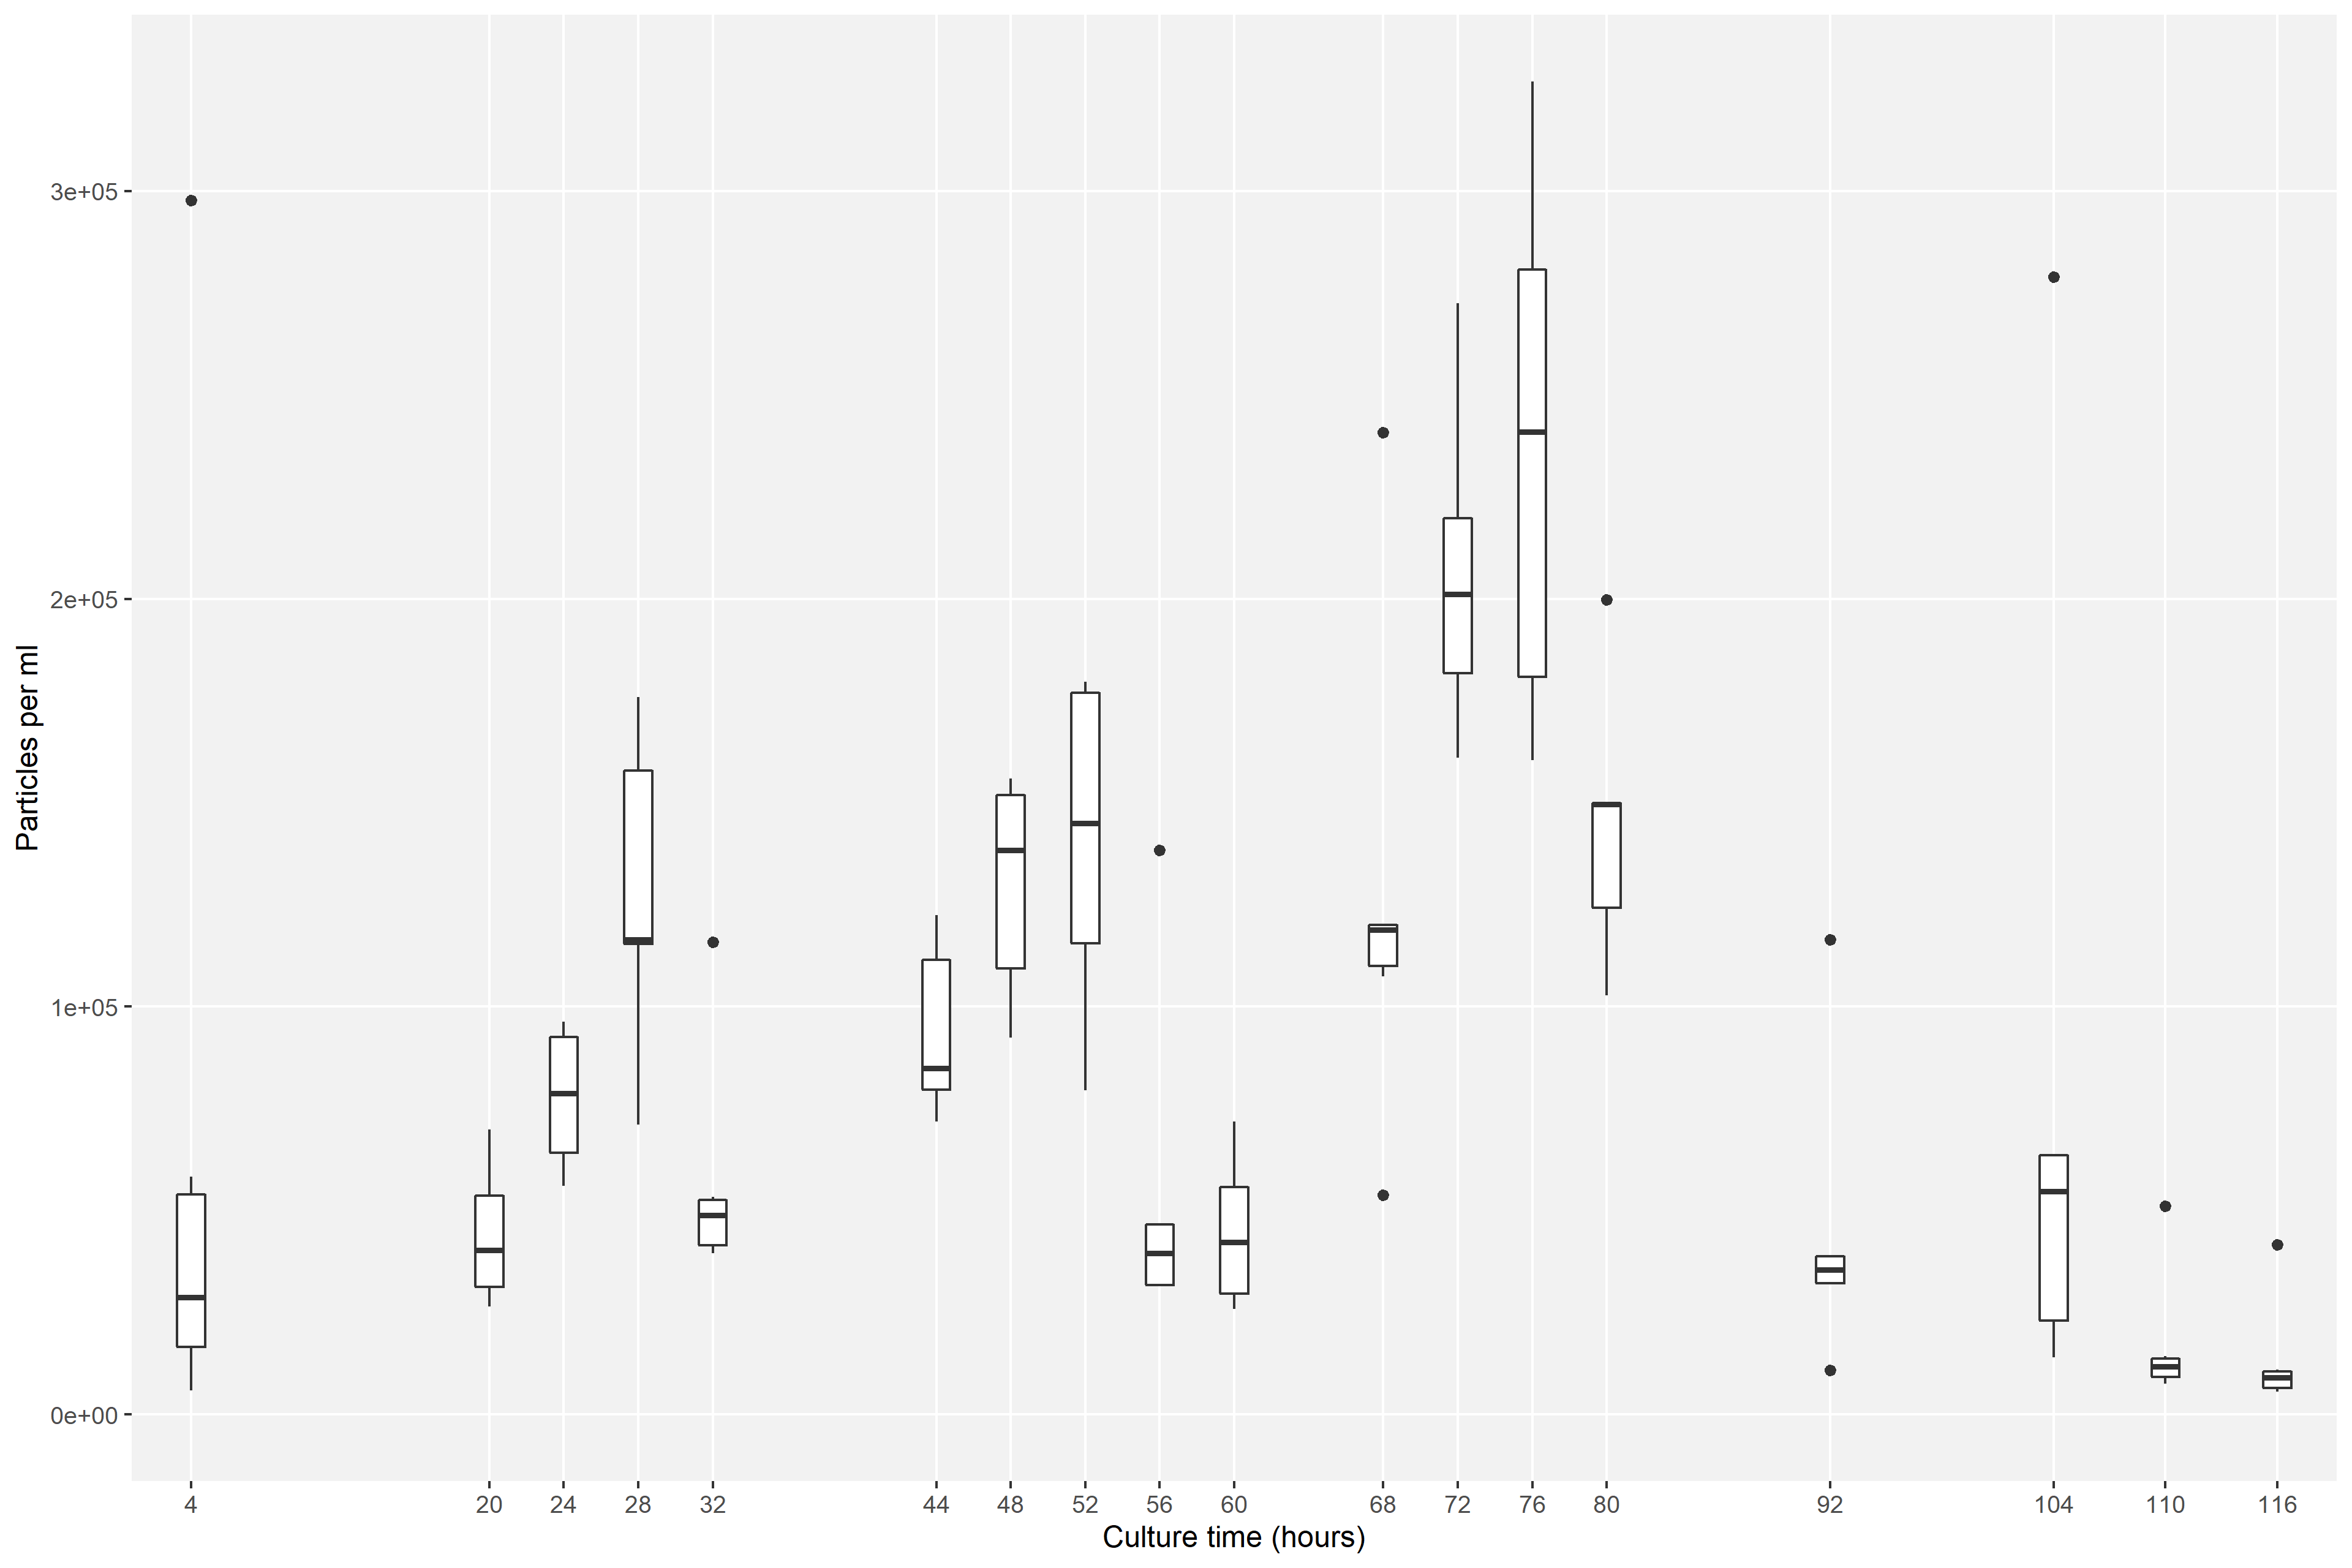 Particles per ml
3e+05
2e+05
1e+05
0e+00
4 20 24 28 32 44 48 52 56 60 68 72 76 80 92 104 110 116
Culture time (hours)